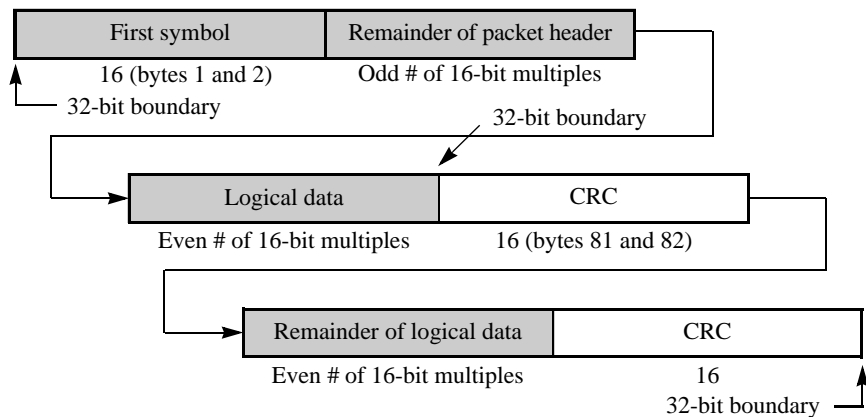 First symbol
Remainder of packet header
16 (bytes 1 and 2)
Odd # of 16-bit multiples
32-bit boundary
32-bit boundary
Logical data
CRC
Even # of 16-bit multiples
16 (bytes 81 and 82)
Remainder of logical data
CRC
Even # of 16-bit multiples
16
32-bit boundary